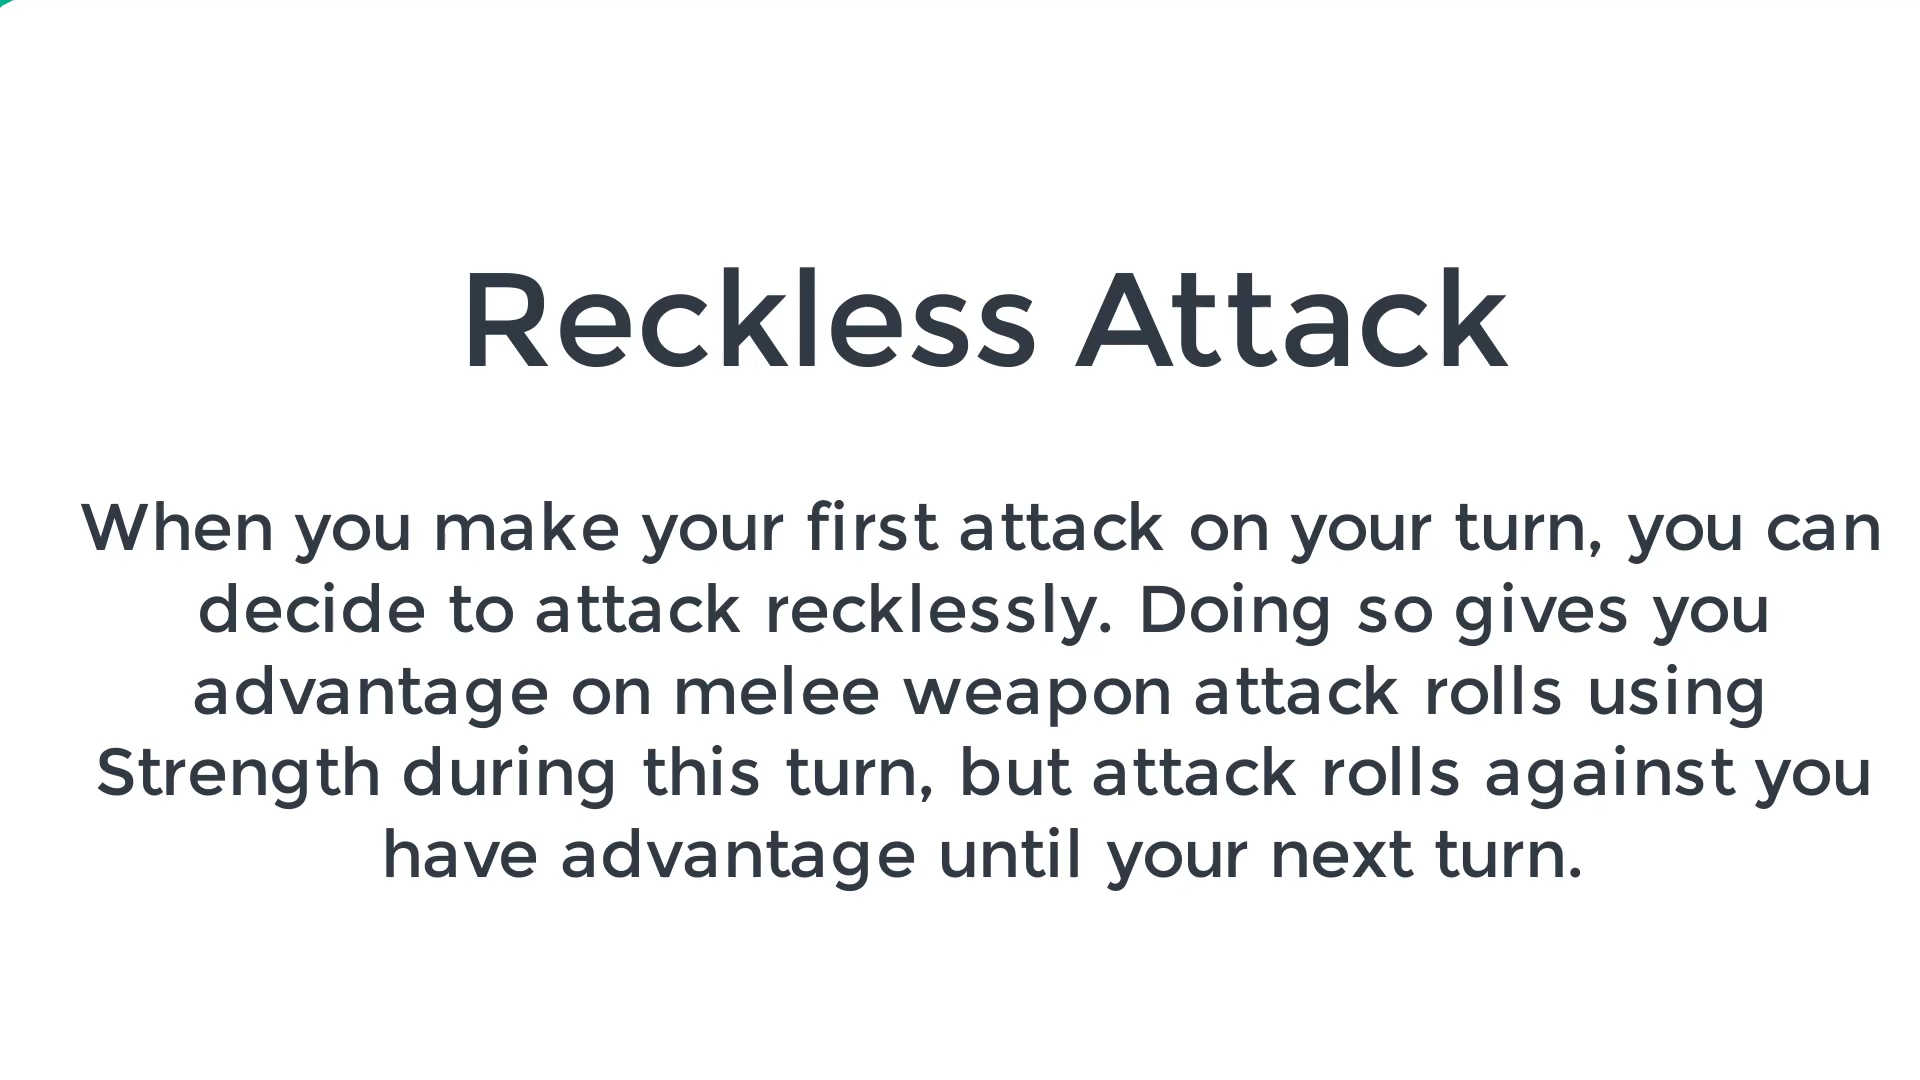 Reckless Attack
When you make your first attack on your turn, you can
decide to attack recklessly. Doing so gives you
advantage on melee weapon attack rolls using
Strength during this turn, but attack rolls against you
have advantage until your next turn.